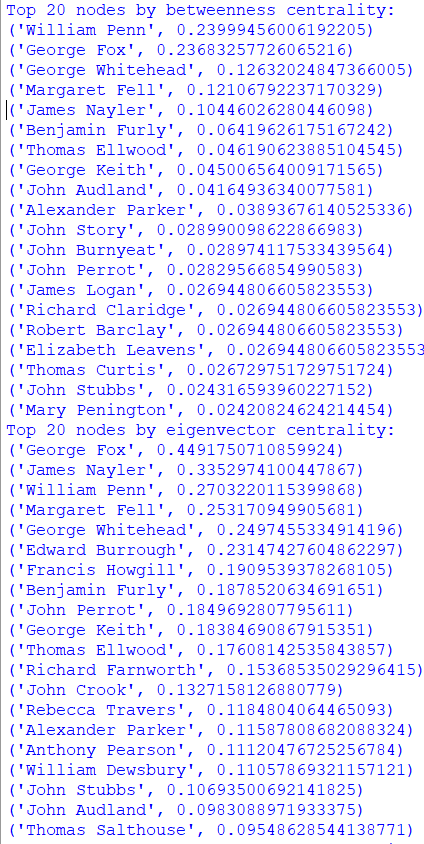 Top 20 nodes by betweenness centrality:
('William Penn', 0.23999456006192205)
('George Fox', 0.23683257726065216)
('George Whitehead', 0.12632024847366005)
('Margaret Fell', 0.12106792237170329)
('James Nayler', 0.10446026280446098)
('Benjamin Furly', 0.06419626175167242)
('Thomas Ellwood', 0.046190623885104545)
('George Keith', 0.045006564009171565)
('John Audland', 0.04164936340077581)
('Alexander Parker', 0.03893676140525336)
('John Story', 0.028990098622866983)
('John Burnyeat', 0.028974117533439564)
('John Perrot', 0.02829566854990583)
('James Logan', 0.026944806605823553)
('Richard Claridge', 0.026944806605823553)
('Robert Barclay', 0.026944806605823553)
('Elizabeth Leavens', 0.026944806605823553
('Thomas Curtis', 0.026729751729751724)
('John Stubbs', 0.024316593960227152)
('Mary Penington', 0.02420824624214454)
Top 20 nodes by eigenvector centrality:
('George Fox', 0.4491750710859924)
('James Nayler', 0.3352974100447867)
('William Penn', 0.2703220115399868)
('Margaret Fell', 0.253170949905681)
('George Whitehead', 0.2497455334914196)
('Edward Burrough', 0.23147427604862297)
('Francis Howgill', 0.1909539378268105)
('Benjamin Furly', 0.1878520634691651)
('John Perrot', 0.1849692807795611)
('George Keith', 0.18384690867915351)
('Thomas Ellwood', 0.17608142535843857)
('Richard Farnworth', 0.15368535029296415)
('John Crook', 0.1327158126880779)
('Rebecca Travers', 0.1184804064465093)
('Alexander Parker', 0.11587808682088324)
('Anthony Pearson', 0.11120476725256784)
('William Dewsbury', 0.11057869321157121)
('John Stubbs', 0.10693500692141825)
('John Audland', 0.0983088971933375)
('Thomas Salthouse', 0.09548628544138771)